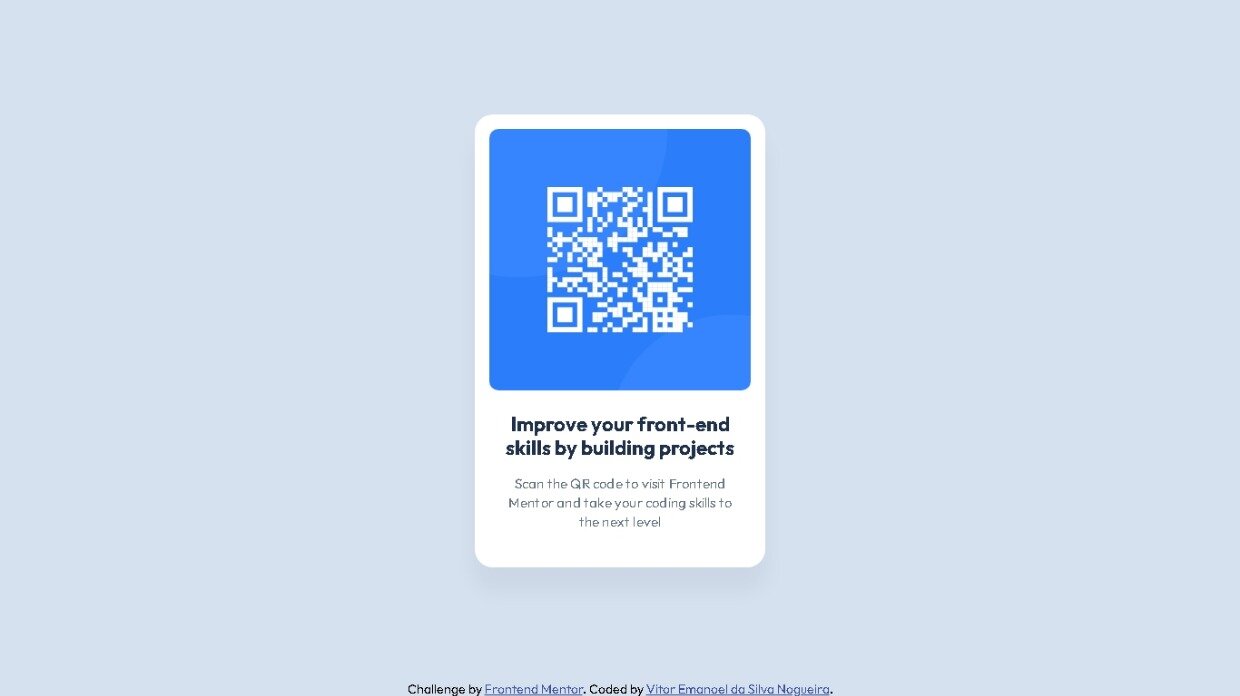 Improve your front-end
skills by building projects
Scan the QR code to visit Frontend
Mentor and take your coding skills to
the next level
Challenge by Frontend Mentor. Coded by Vitor Emanoel da Silva Nogueira.